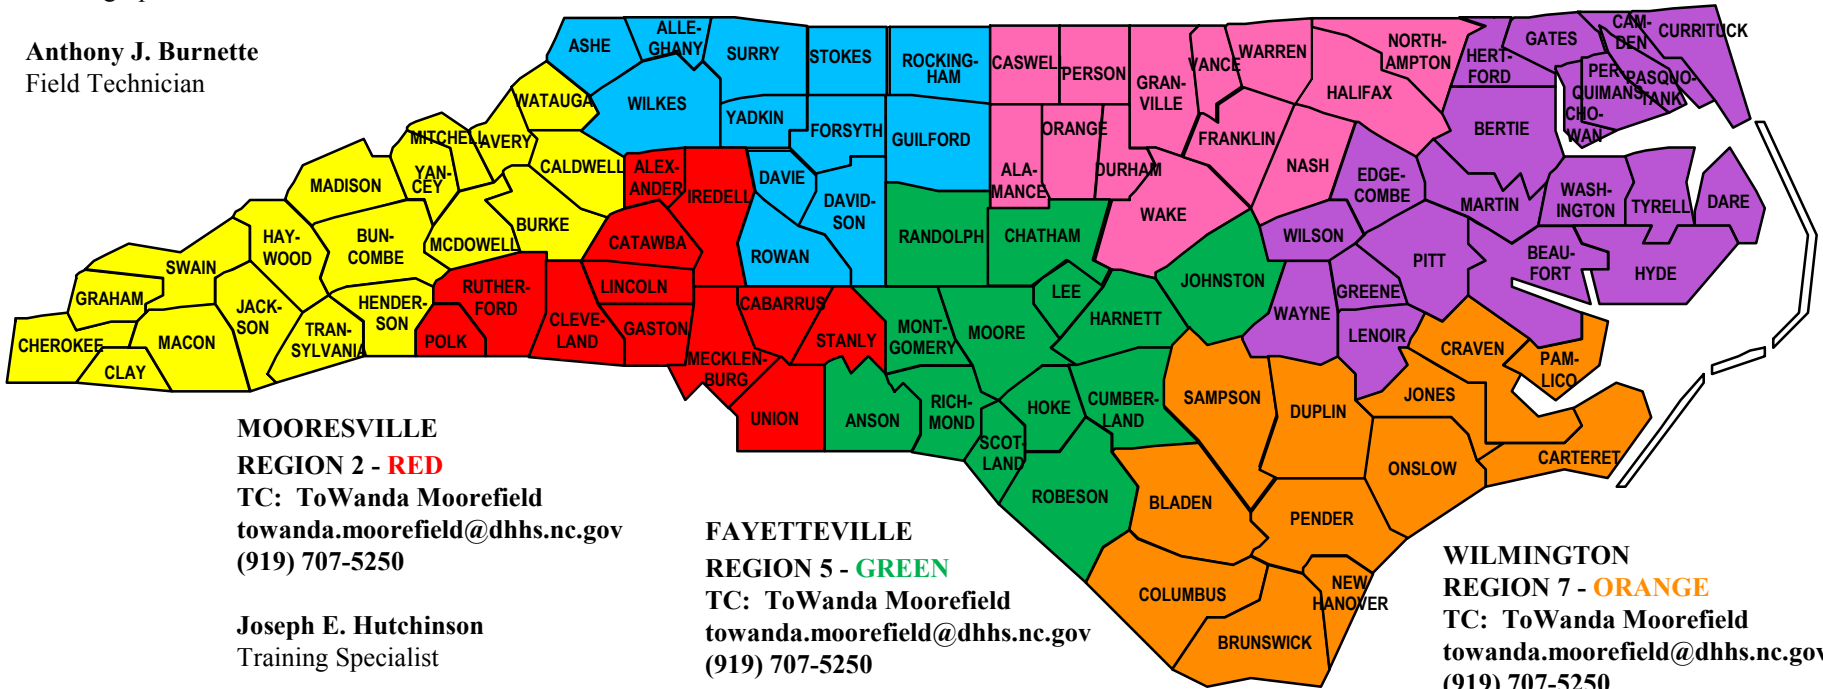 Anthony J. Burnette
Field Technician
ASHE
ALLE-
GHANY
SURRY
STOKES
ROCKING-
HAM
CASWELL
PERSON
GRAN-
VILLE
VANCE
WARREN
NORTH-
AMPTON
HERT-
FORD
GATES
CAM-
DEN
CURRITUCK
PER-
QUIMANS
PASQUO-
TANK
CHO-
WAN
WATAUGA
WILKES
YADKIN
FORSYTH
GUILFORD
ORANGE
DURHAM
FRANKLIN
HALIFAX
BERTIE
MITCHELL
AVERY
YAN-
CEY
MADISON
CALDWELL
ALEX-
ANDER
IREDELL
DAVIE
DAVID-
SON
ALA-
MANCE
WAKE
NASH
EDGE-
COMBE
MARTIN
WASH-
INGTON
TYRELL
DARE
HAY-
WOOD
BUN-
COMBE
MCDOWELL
BURKE
CATAWBA
ROWAN
RANDOLPH
CHATHAM
JOHNSTON
WILSON
PITT
BEAU-
FORT
HYDE
SWAIN
GRAHAM
JACK-
SON
HENDER-
SON
RUTHER-
FORD
LINCOLN
CABARRUS
LEE
HARNETT
WAYNE
GREENE
LENOIR
CRAVEN
PAM-
LICO
CHEROKEE
MACON
CLAY
TRAN-
SYLVANIA
POLK
CLEVE-
LAND
GASTON
MECKLEN-
BURG
STANLY
MONT-
GOMERY
MOORE
UNION
ANSON
RICH-
MOND
HOKE
SCOT-
LAND
CUMBER-
LAND
SAMPSON
DUPLIN
JONES
ONSLOW
CARTERET
ROBESON
BLADEN
PENDER
COLUMBUS
NEW
HANOVER
BRUNSWICK
MOORESVILLE
REGION 2 - RED
TC: ToWanda Moorefield
towanda.moorefield@dhhs.nc.gov
(919) 707-5250
Joseph E. Hutchinson
Training Specialist
FAYETTEVILLE
REGION 5 - GREEN
TC: ToWanda Moorefield
towanda.moorefield@dhhs.nc.gov
(919) 707-5250
WILMINGTON
REGION 7 - ORANGE
TC: ToWanda Moorefield
towanda.moorefield@dhhs.nc.gov
(919) 707-5250